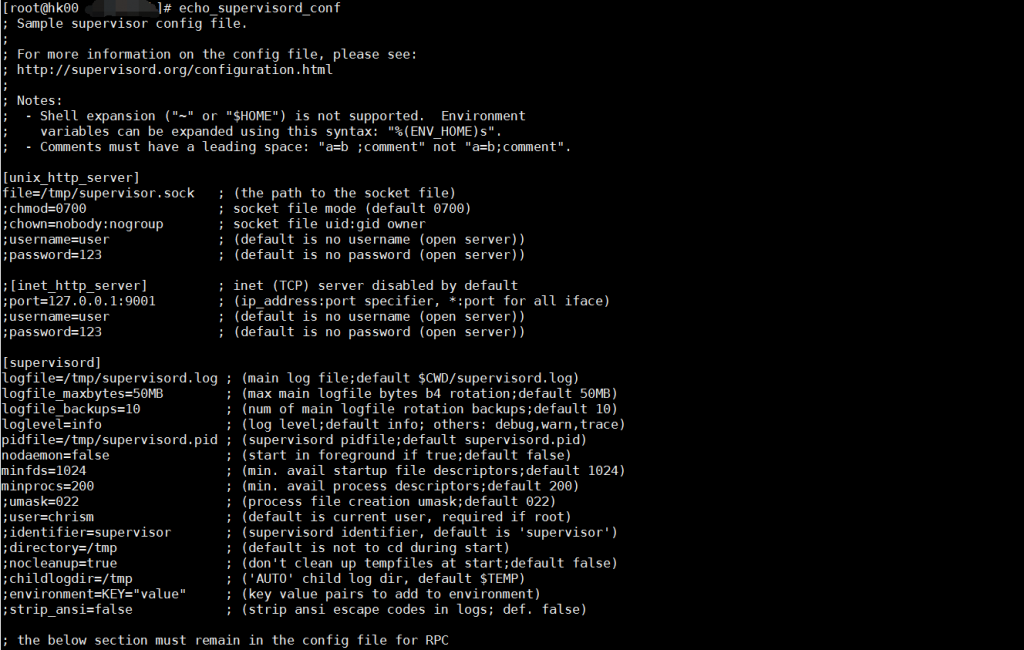 [root@hk00 ]# echo_supervisord_conf
; Sample supervisor config file.
;
; For more information on the config file, please see:
; http://supervisord.org/configuration.html
;
; Notes:
;  - Shell expansion ("~" or "$HOME") is not supported.  Environment
;    variables can be expanded using this syntax: "%(ENV_HOME)s".
;  - Comments must have a leading space: "a=b ;comment" not "a=b;comment".

[unix_http_server]
file=/tmp/supervisor.sock   ; (the path to the socket file)
;chmod=0700                 ; socket file mode (default 0700)
;chown=nobody:nogroup       ; socket file uid:gid owner
;username=user              ; (default is no username (open server))
;password=123               ; (default is no password (open server))

;[inet_http_server]         ; inet (TCP) server disabled by default
;port=127.0.0.1:9001        ; (ip_address:port specifier, *:port for all iface)
;username=user              ; (default is no username (open server))
;password=123               ; (default is no password (open server))

[supervisord]
logfile=/tmp/supervisord.log ; (main log file;default $CWD/supervisord.log)
logfile_maxbytes=50MB        ; (max main logfile bytes b4 rotation;default 50MB)
logfile_backups=10           ; (num of main logfile rotation backups;default 10)
loglevel=info                ; (log level;default info; others: debug,warn,trace)
pidfile=/tmp/supervisord.pid ; (supervisord pidfile;default supervisord.pid)
nodaemon=false               ; (start in foreground if true;default false)
minfds=1024                  ; (min. avail startup file descriptors;default 1024)
minprocs=200                 ; (min. avail process descriptors;default 200)
;umask=022                   ; (process file creation umask;default 022)
;user=chrism                 ; (default is current user, required if root)
;identifier=supervisor       ; (supervisord identifier, default is 'supervisor')
;directory=/tmp              ; (default is not to cd during start)
;nocleanup=true              ; (don't clean up tempfiles at start;default false)
;childlogdir=/tmp            ; ('AUTO' child log dir, default $TEMP)
;environment=KEY="value"     ; (key value pairs to add to environment)
;strip_ansi=false            ; (strip ansi escape codes in logs; def. false)

; the below section must remain in the config file for RPC